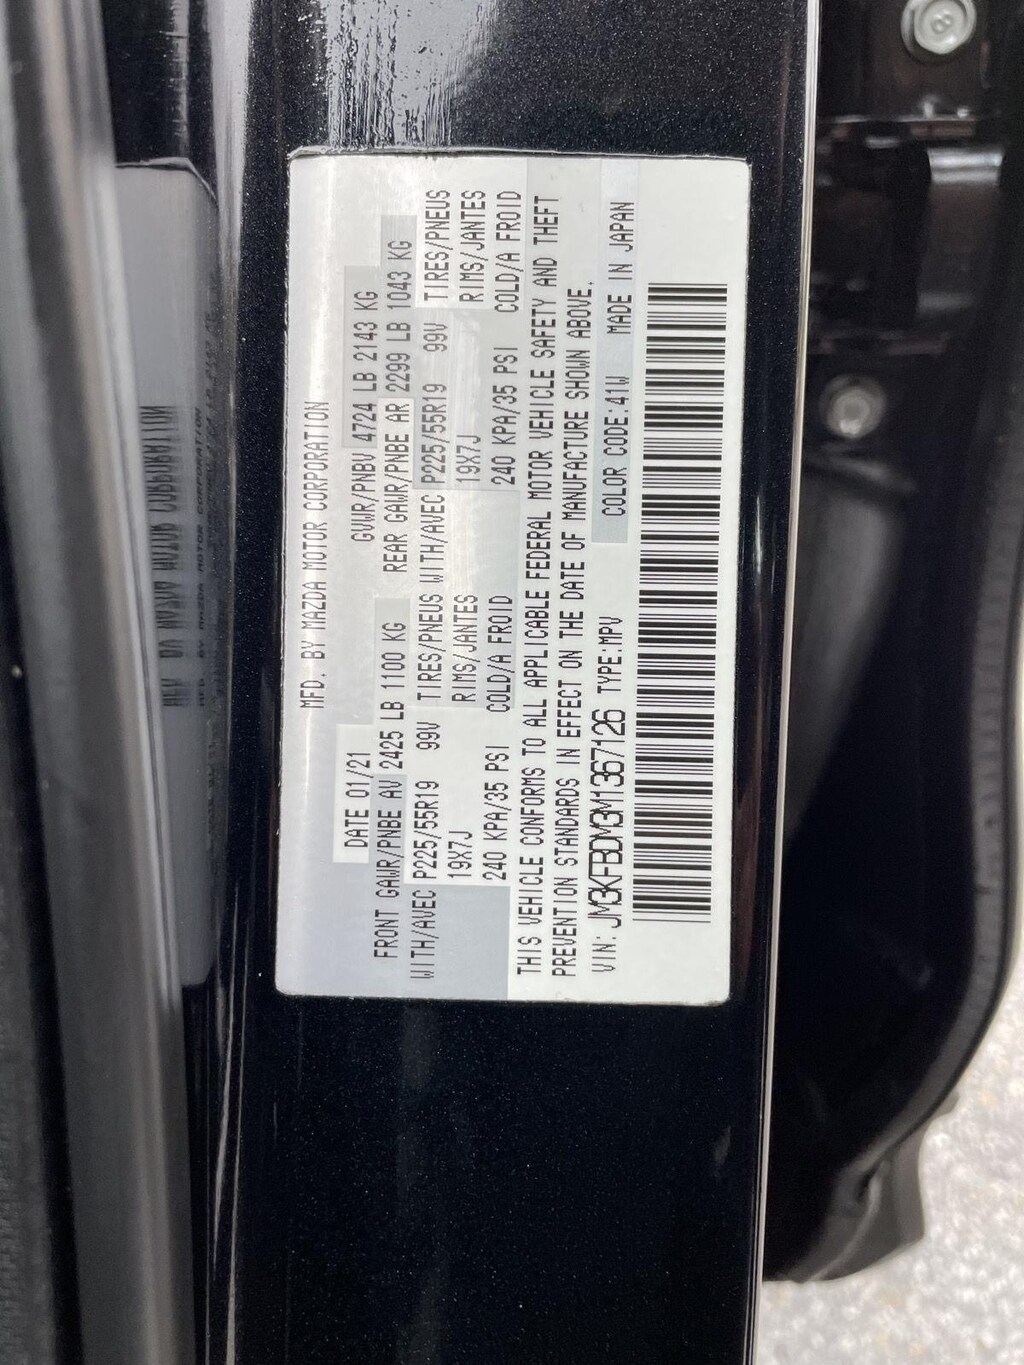 MFD. BY MAZDA MOTOR CORPORATION
DATE 01/21 GVWR/PNBV 4724 LB 2143 KG
FRONT GAWR/PNBE AV 2425 LB 1100 KG REAR GAWR/PNBE AR 2299 LB 1043 KG
WITH/AVEC P225/55R19 99V TIRES/PNEUS WITH/AVEC P225/55R19 99V TIRES/PNEUS
19X7J RIMS/JANTES 19X7J RIMS/JANTES
240 KPA/35 PSI COLD/A FROID 240 KPA/35 PSI COLD/A FROID
THIS VEHICLE CONFORMS TO ALL APPLICABLE FEDERAL MOTOR VEHICLE SAFETY AND THEFT
PREVENTION STANDARDS IN EFFECT ON THE DATE OF MANUFACTURE SHOWN ABOVE.
VIN: JM3KFBDM3M1367126 TYPE:MPV COLOR CODE:41W MADE IN JAPAN
8